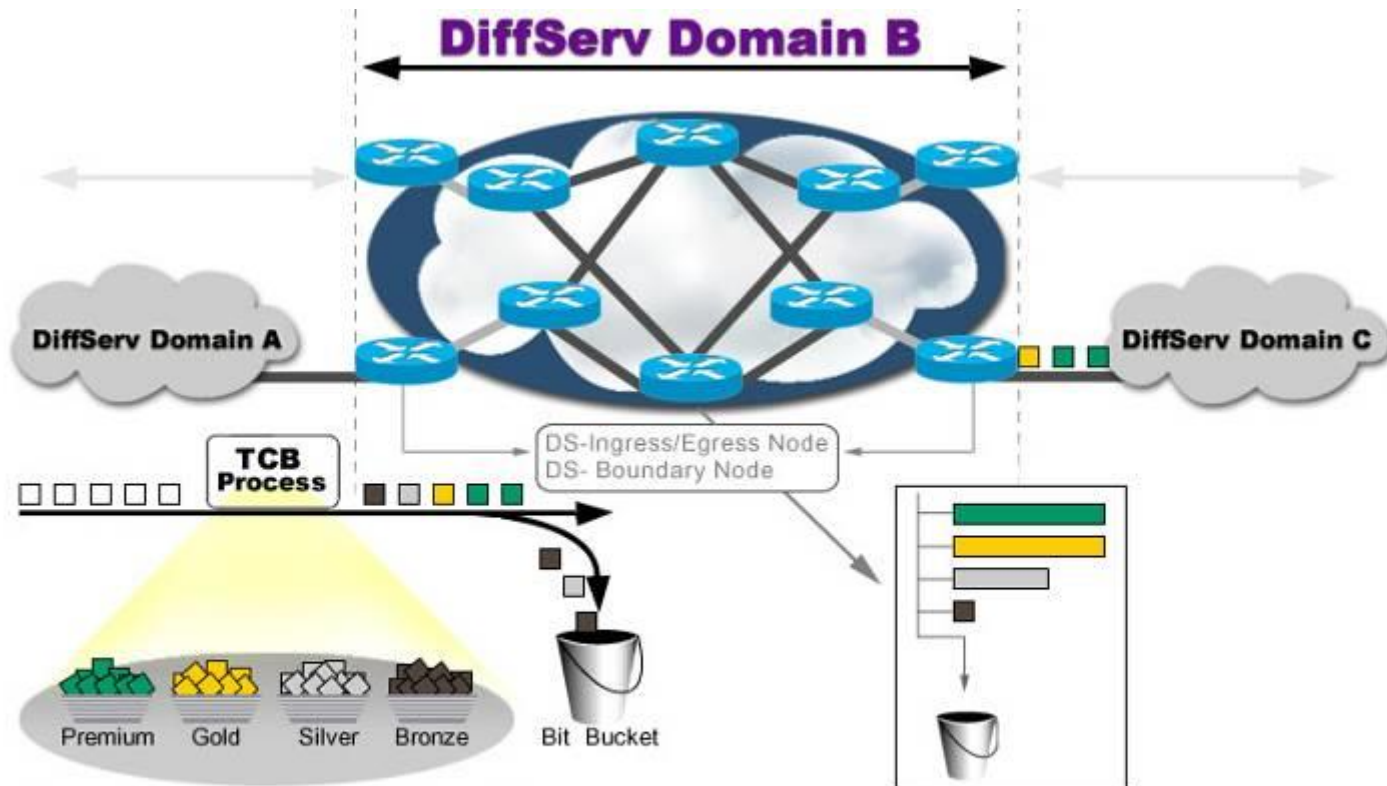 DiffServ Domain B
DiffServ Domain A
DiffServ Domain C
DS-Ingress/Egress Node
DS- Boundary Node
TCB
Process
Premium
Gold
Silver
Bronze
Bit Bucket